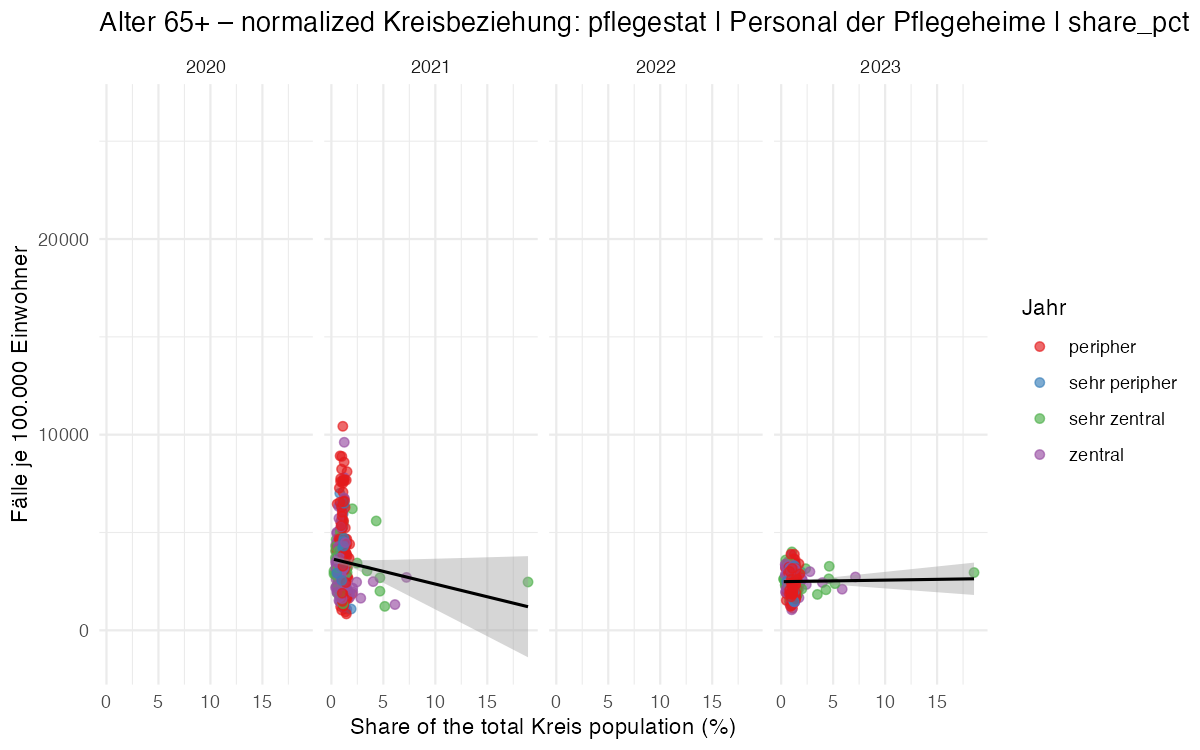 Alter 65+ – normalized Kreisbeziehung: pflegestat | Personal der Pflegeheime | share_pct
2020
2021
2022
2023
Fälle je 100.000 Einwohner
20000
10000
0
0 5 10 15
0 5 10 15
0 5 10 15
0 5 10 15
Share of the total Kreis population (%)
Jahr
peripher
sehr peripher
sehr zentral
zentral